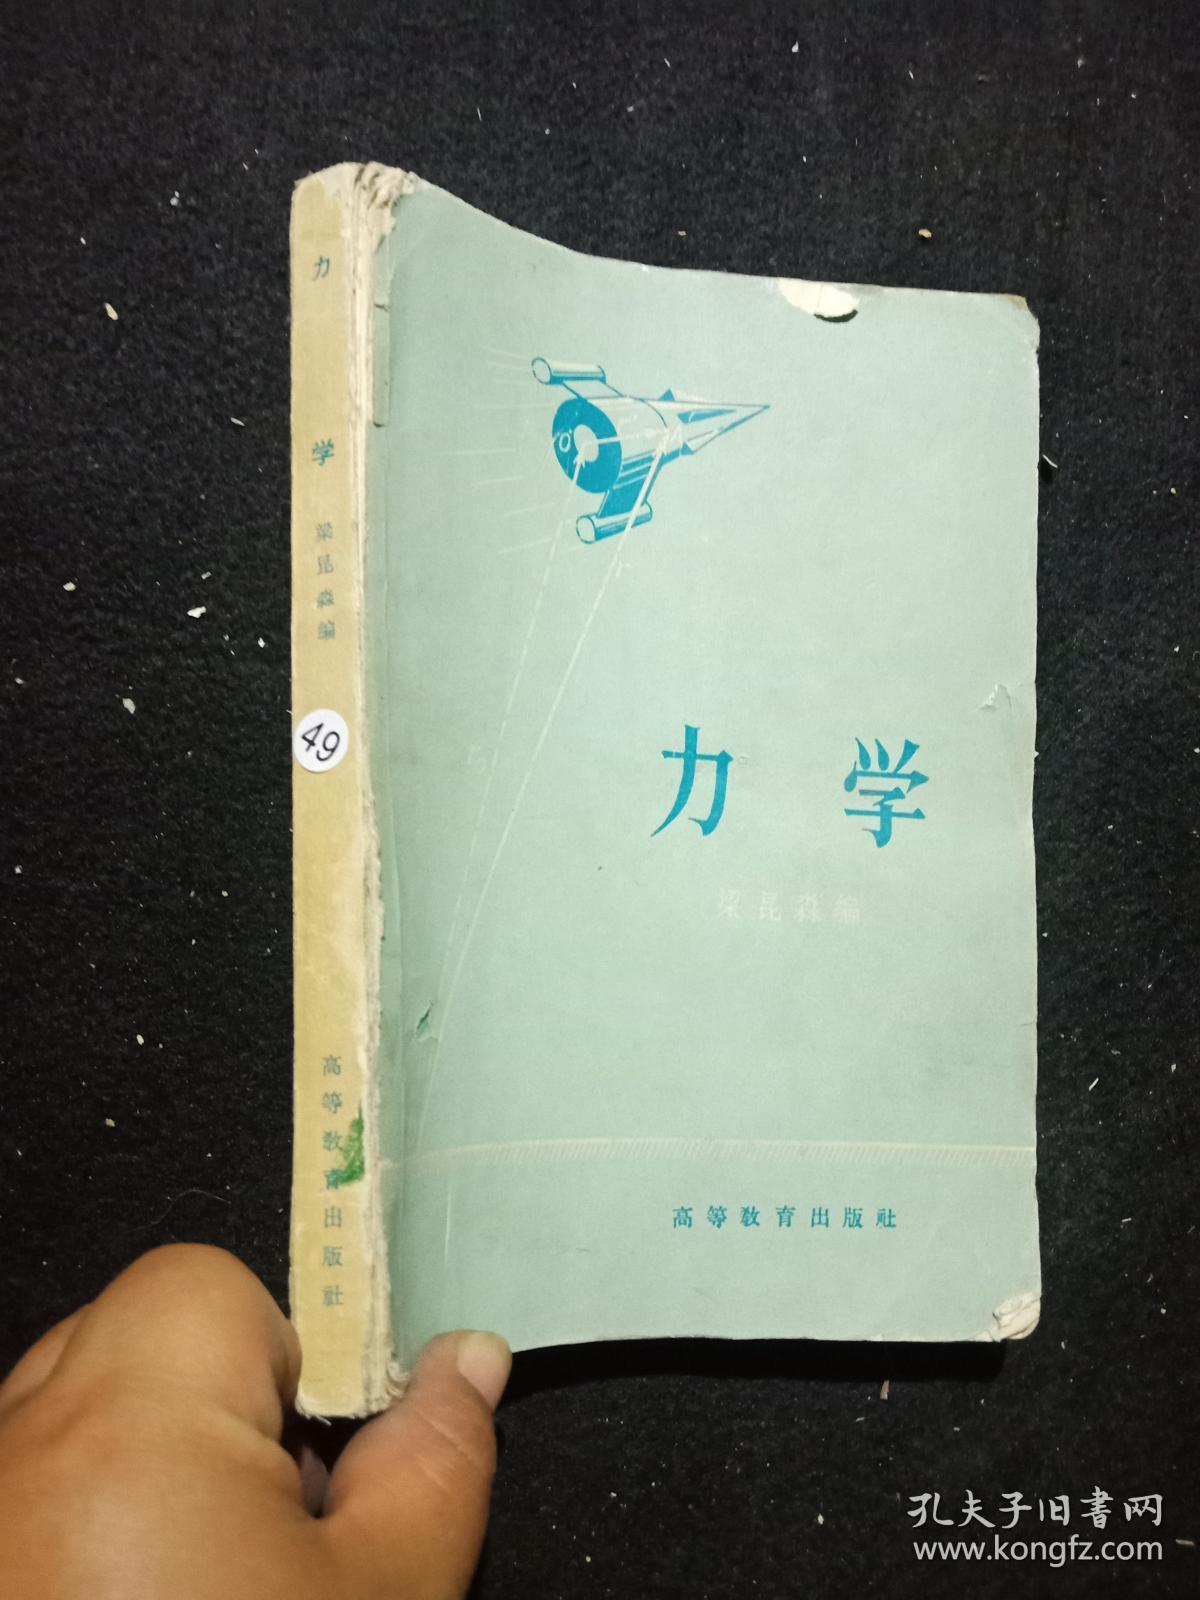 力学
梁昆淼编
49
高等教育出版社
力学
梁昆淼编
高等教育出版社
孔夫子旧书网
www.kongfz.com